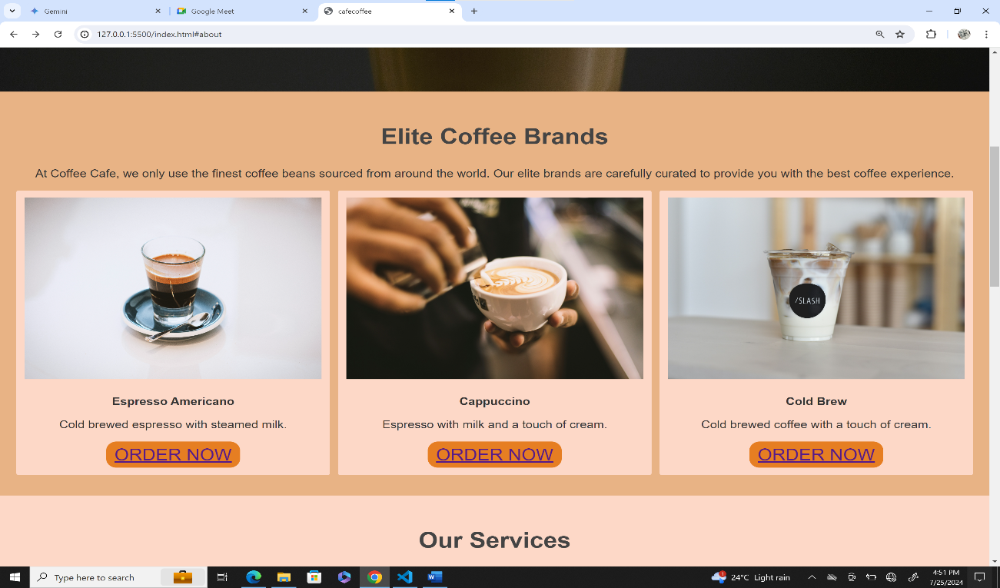 Gemini
Google Meet
cafecoffee
127.0.0.1:5500/index.html#about
Elite Coffee Brands
At Coffee Cafe, we only use the finest coffee beans sourced from around the world. Our elite brands are carefully curated to provide you with the best coffee experience.
/SLASH
Espresso Americano
Cold brewed espresso with steamed milk.
ORDER NOW
Cappuccino
Espresso with milk and a touch of cream.
ORDER NOW
Cold Brew
Cold brewed coffee with a touch of cream.
ORDER NOW
Our Services
Type here to search
W
1
24°C Light rain
4:51 PM
7/25/2024